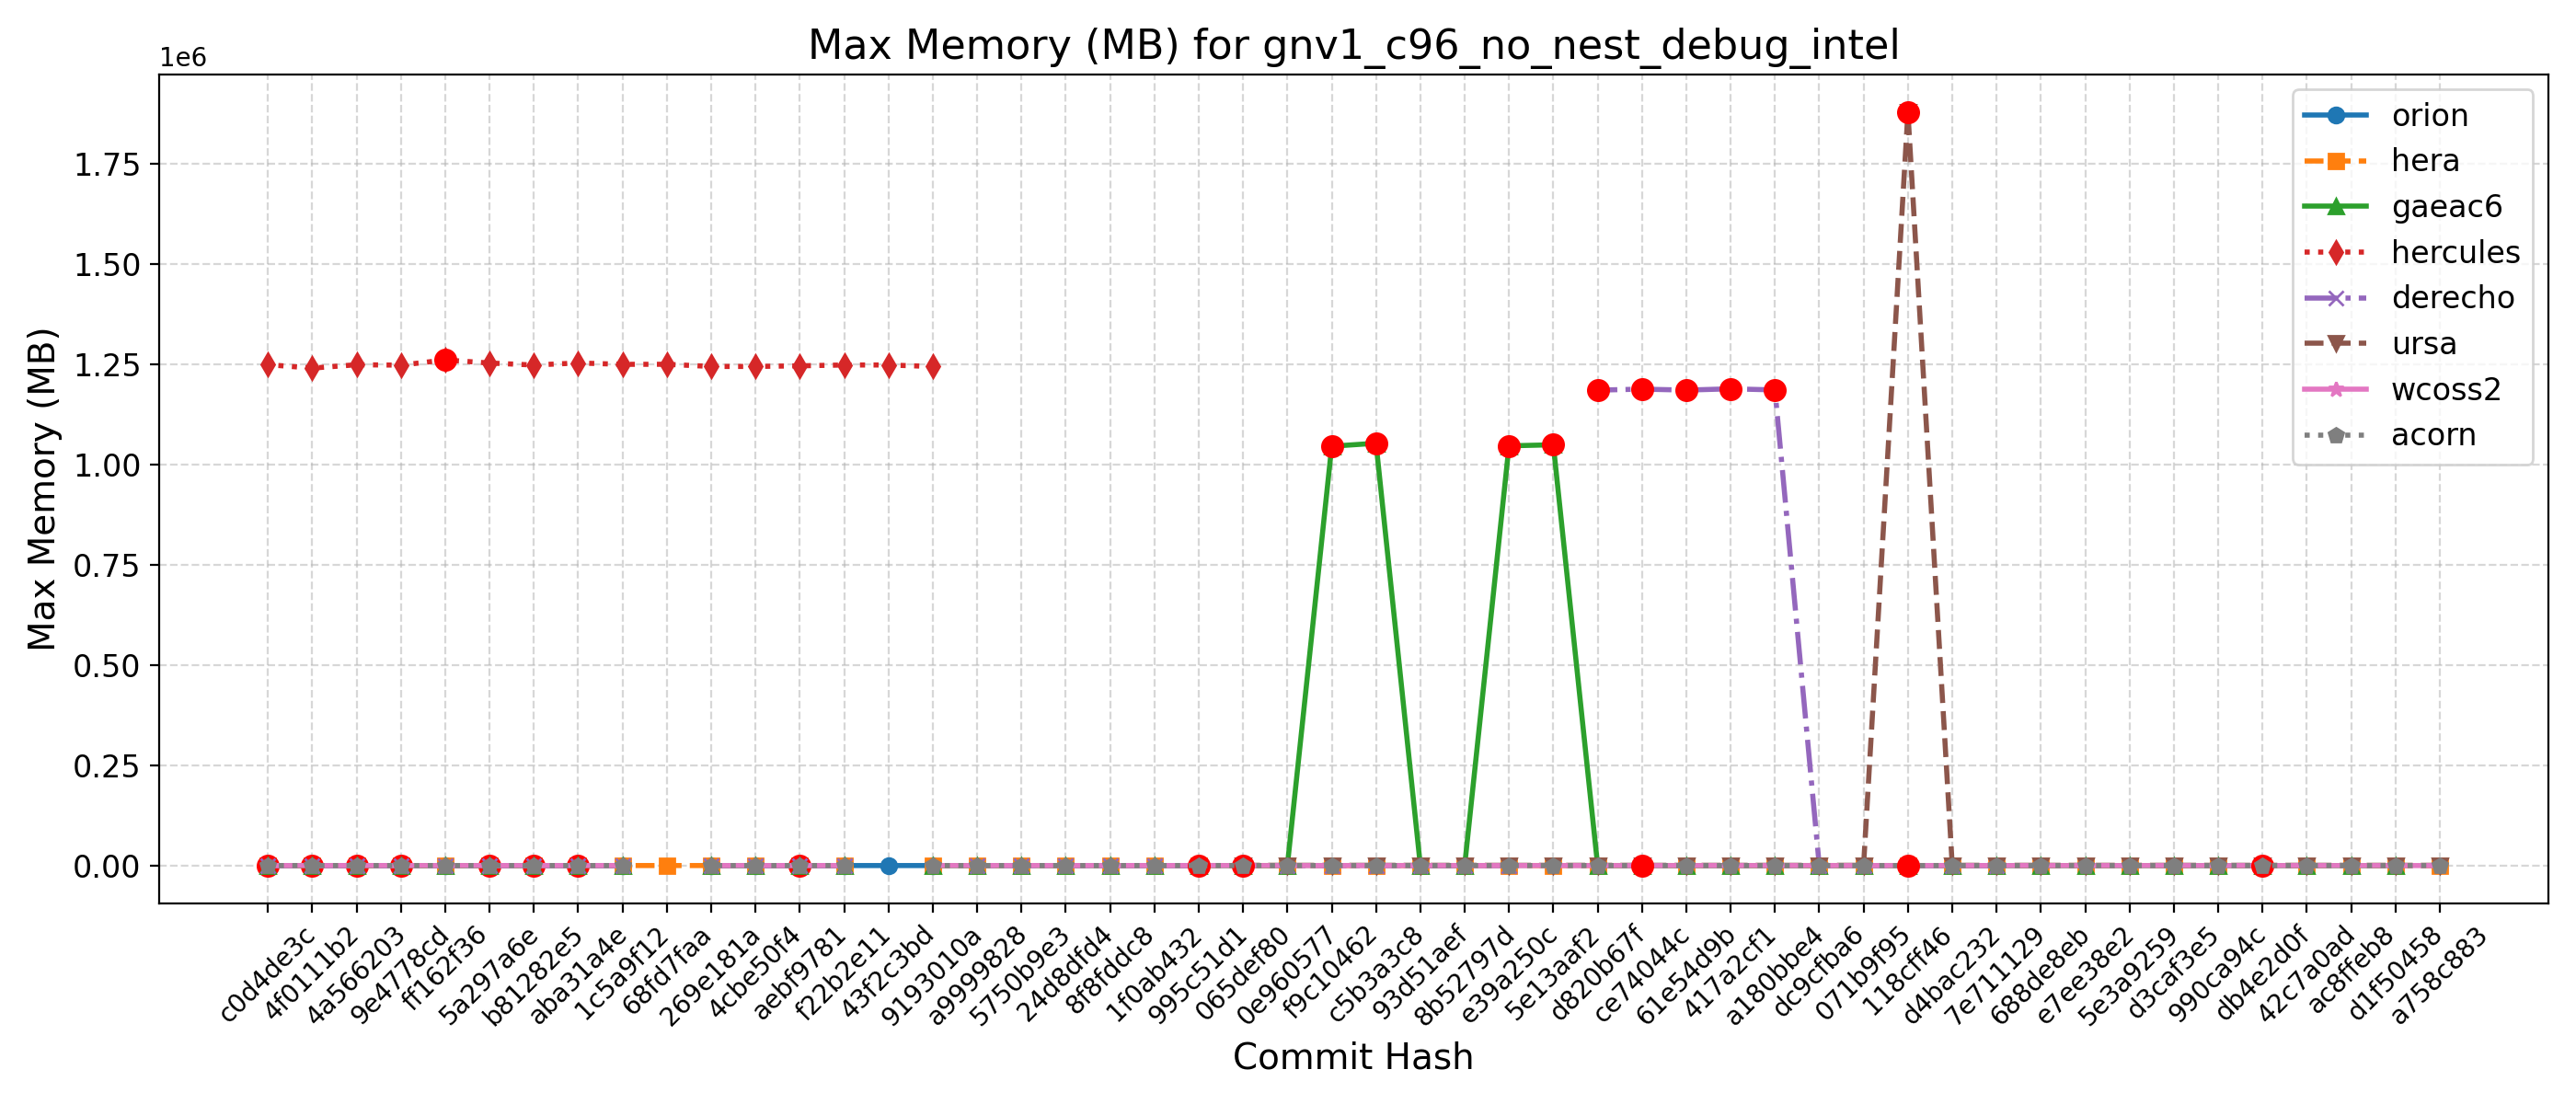 Max Memory (MB) for gnv1_c96_no_nest_debug_intel
1e6
1.75
1.50
1.25
1.00
0.75
0.50
0.25
0.00
Max Memory (MB)
orion
hera
gaeac6
hercules
derecho
ursa
wcoss2
acorn
c0d4de3c
4f0111b2
4a566203
9e4778cd
ff162f36
5a297a6e
b81282e5
aba31a4e
1c5a9f12
68fd7faa
269e181a
4cbe50f4
aebf9781
f22b2e11
43f2c3bd
9193010a
a9999828
5750b9e3
24d8dfd4
8f8fddc8
1f0ab432
995c51d1
065def80
0e960577
f9c10462
c5b3a3c8
93d51aef
8b52797d
e39a250c
5e13aaf2
d820b67f
ce74044c
61e54d9b
417a2cf1
a180bbe4
dc9cfba6
071b9f95
118cff46
d4bac232
7e711129
688de8eb
e7ee38e2
5e3a9259
d3caf3e5
990ca94c
db4e2d0f
42c7a0ad
ac8ffeb8
d1f50458
a758c883
Commit Hash